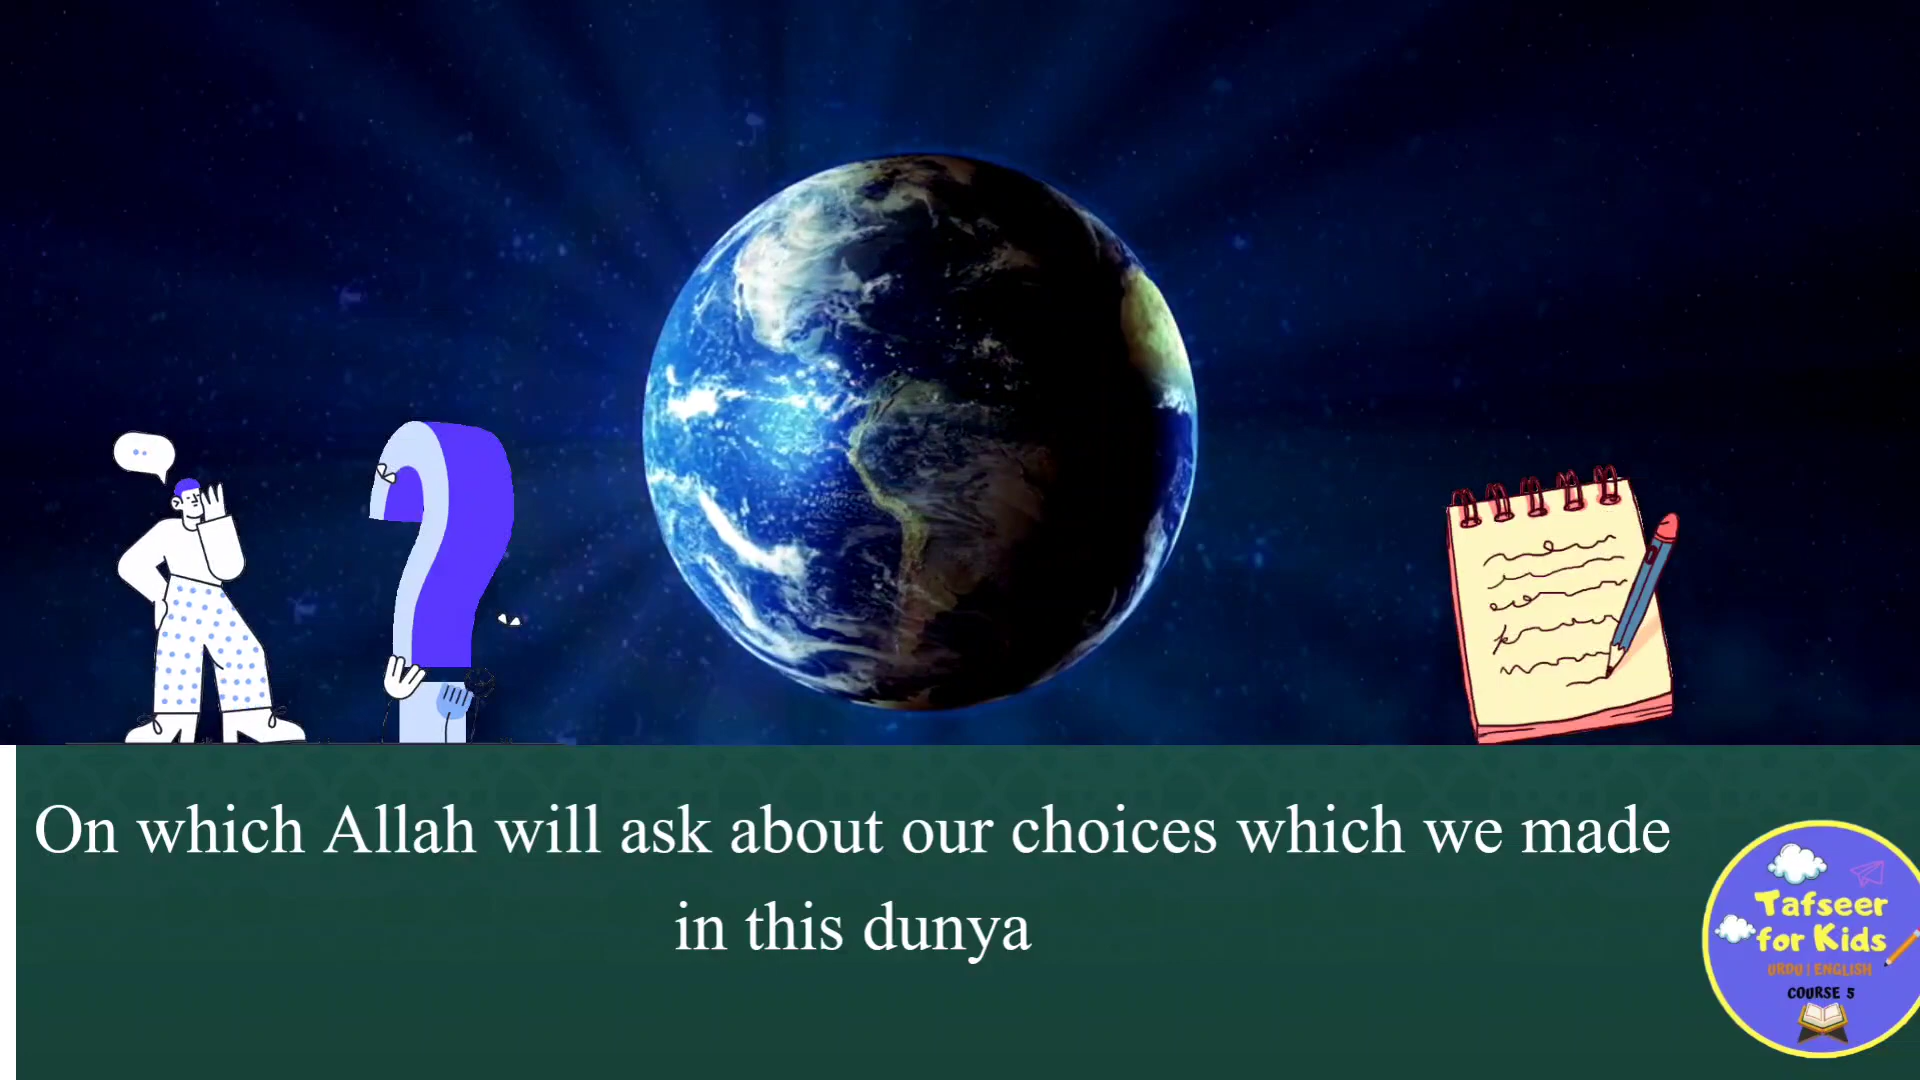 On which Allah will ask about our choices which we made
in this dunya
Tafseer
for Kids
URDU | ENGLISH
COURSE 5